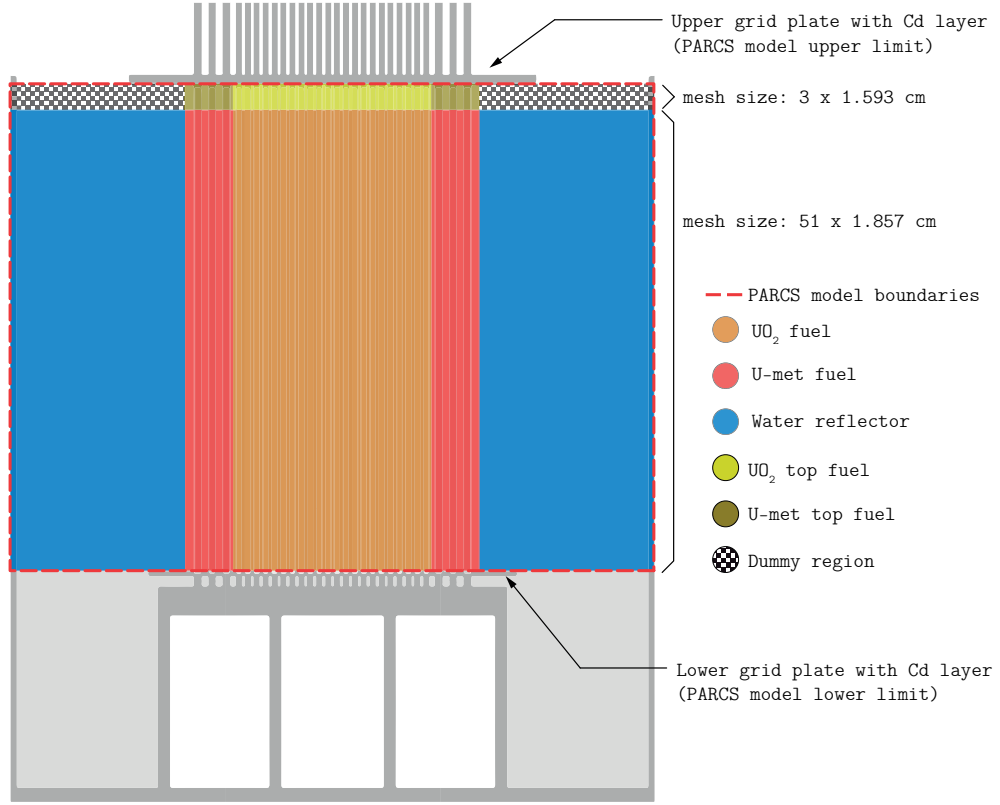 Upper grid plate with Cd layer
(PARCS model upper limit)
mesh size: 3 x 1.593 cm
mesh size: 51 x 1.857 cm
PARCS model boundaries
UO₂ fuel
U-met fuel
Water reflector
UO₂ top fuel
U-met top fuel
Dummy region
Lower grid plate with Cd layer
(PARCS model lower limit)